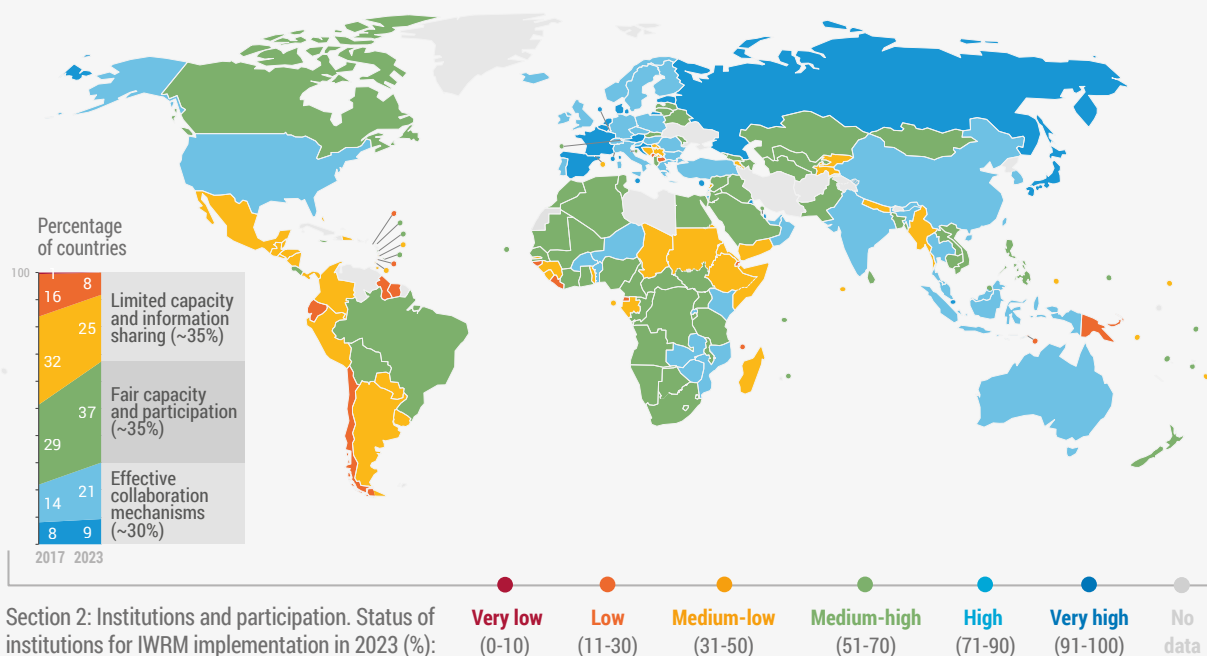 Percentage
of countries
100
1
8
16
Limited capacity
and information
sharing (~35%)
25
32
Fair capacity
and participation
(~35%)
37
29
Effective
collaboration
mechanisms
(~30%)
21
14
8
9
2017 2023
Section 2: Institutions and participation. Status of
institutions for IWRM implementation in 2023 (%):
Very low
(0-10)
Low
(11-30)
Medium-low
(31-50)
Medium-high
(51-70)
High
(71-90)
Very high
(91-100)
No
data